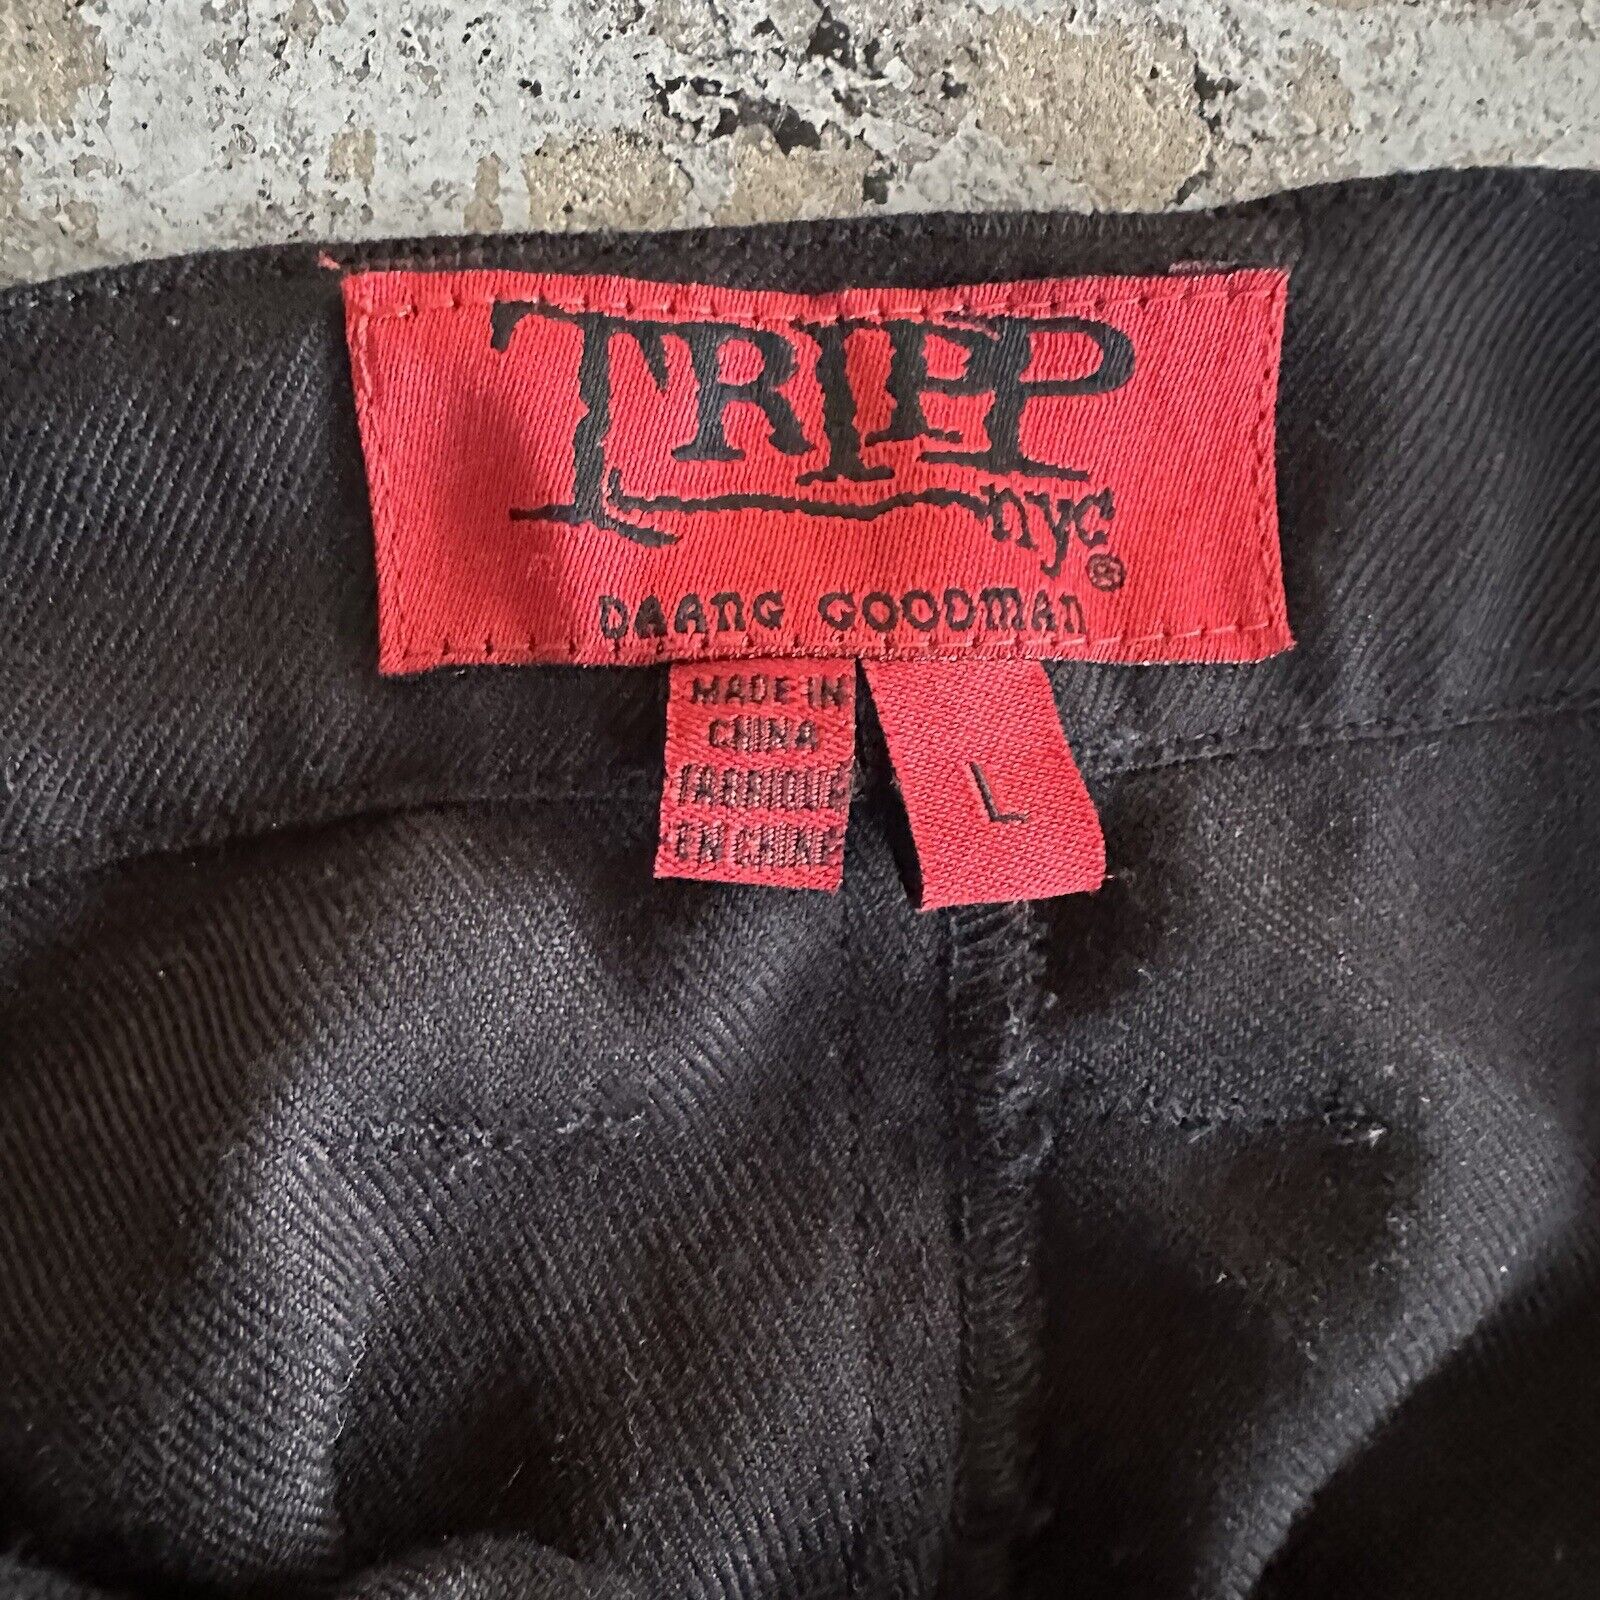 TRIPP
nyc®
DAANG GOODMAN
MADE IN
CHINA
FABRIQUE
EN CHINE
L